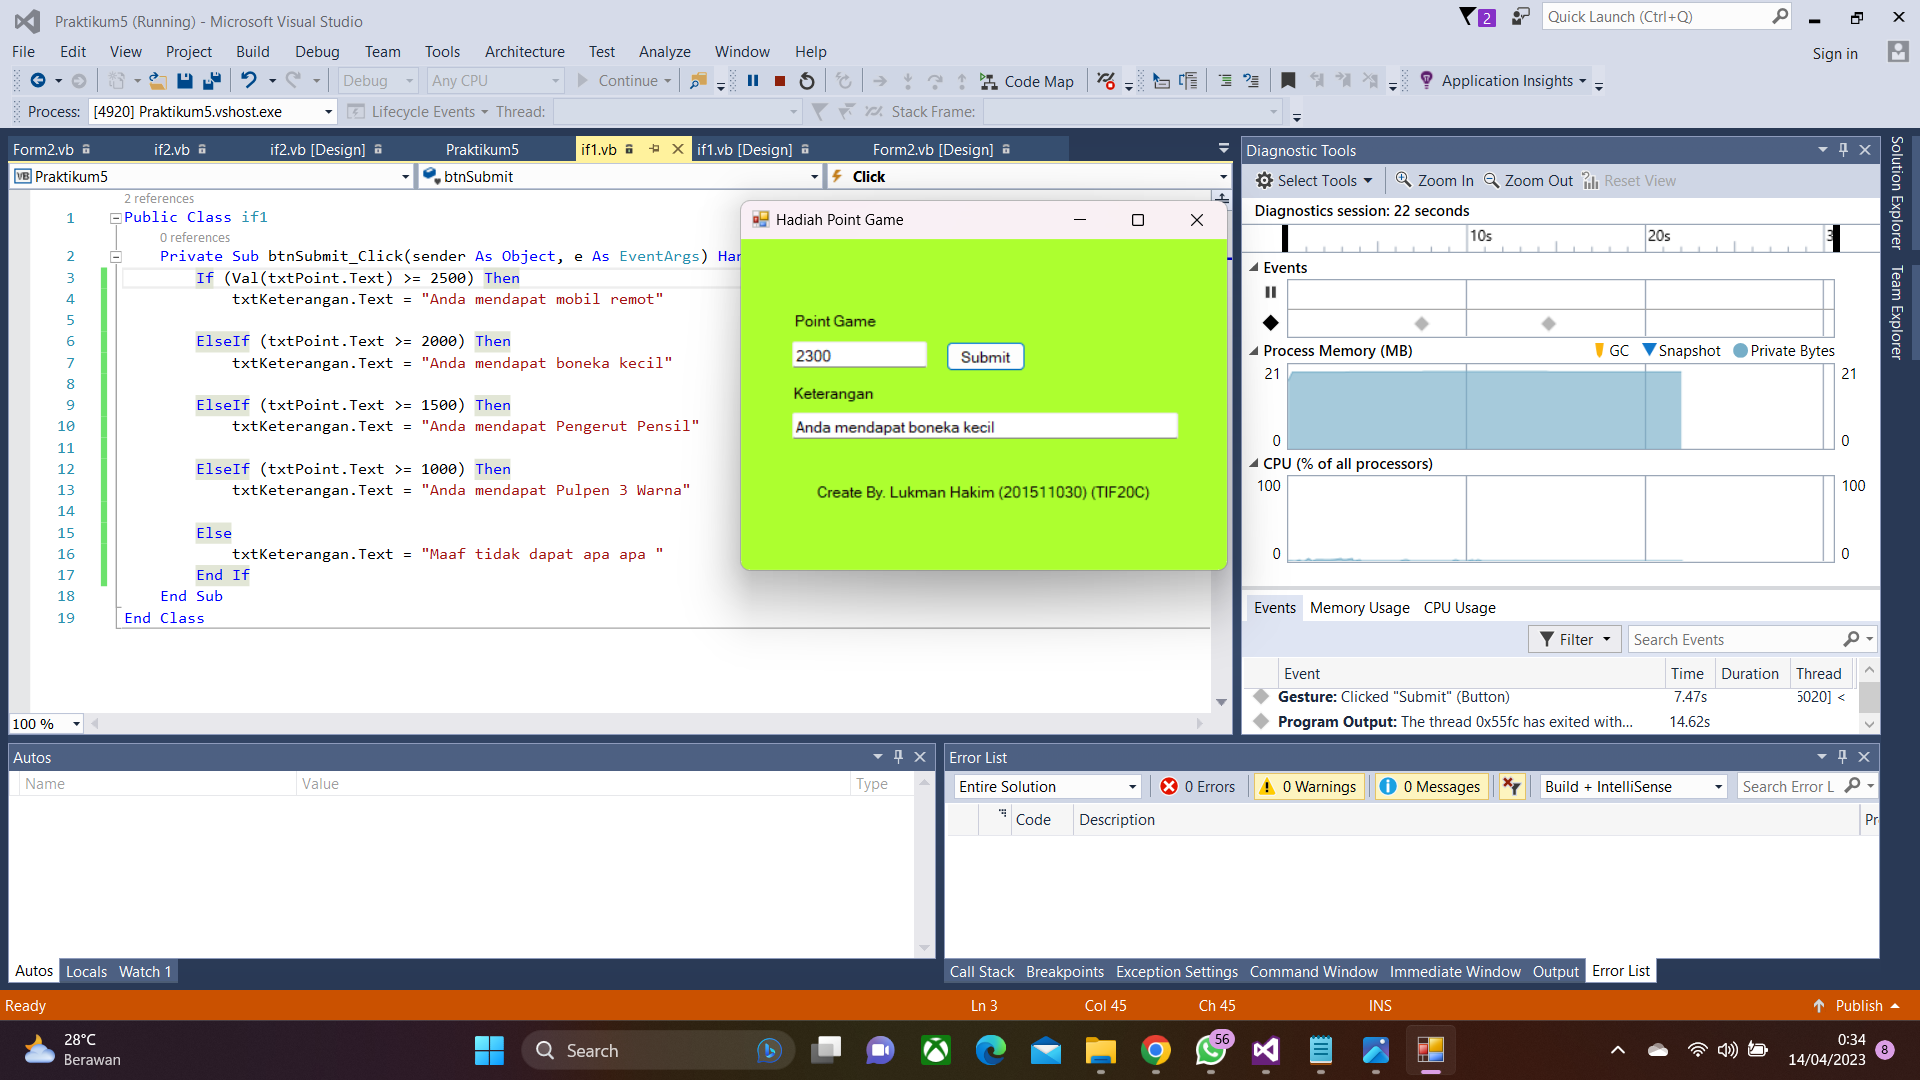 Praktikum5 (Running) - Microsoft Visual Studio
2
Quick Launch (Ctrl+Q)
File Edit View Project Build Debug Team Tools Architecture Test Analyze Window Help
Sign in
Debug Any CPU Continue Code Map Application Insights
Process: [4920] Praktikum5.vshost.exe Lifecycle Events Thread: Stack Frame:
Form2.vb if2.vb if2.vb [Design] Praktikum5 if1.vb if1.vb [Design] Form2.vb [Design]
Praktikum5 btnSubmit Click
2 references
1 Public Class if1
0 references
2 Private Sub btnSubmit_Click(sender As Object, e As EventArgs) Han
3 If (Val(txtPoint.Text) >= 2500) Then
4 txtKeterangan.Text = "Anda mendapat mobil remot"
5
6 ElseIf (txtPoint.Text >= 2000) Then
7 txtKeterangan.Text = "Anda mendapat boneka kecil"
8
9 ElseIf (txtPoint.Text >= 1500) Then
10 txtKeterangan.Text = "Anda mendapat Pengerut Pensil"
11
12 ElseIf (txtPoint.Text >= 1000) Then
13 txtKeterangan.Text = "Anda mendapat Pulpen 3 Warna"
14
15 Else
16 txtKeterangan.Text = "Maaf tidak dapat apa apa "
17 End If
18 End Sub
19 End Class
100 %
Hadiah Point Game
Point Game
2300 Submit
Keterangan
Anda mendapat boneka kecil
Create By. Lukman Hakim (201511030) (TIF20C)
Diagnostic Tools
Select Tools Zoom In Zoom Out Reset View
Diagnostics session: 22 seconds
10s 20s 3
Events
Process Memory (MB) GC Snapshot Private Bytes
21 21
0 0
CPU (% of all processors)
100 100
0 0
Events Memory Usage CPU Usage
Filter Search Events
Event Time Duration Thread
Gesture: Clicked "Submit" (Button) 7.47s 5020] <
Program Output: The thread 0x55fc has exited with... 14.62s
Solution Explorer
Team Explorer
Autos
Name Value Type
Autos Locals Watch 1
Error List
Entire Solution 0 Errors 0 Warnings 0 Messages Build + IntelliSense Search Error L
Code Description Pr
Call Stack Breakpoints Exception Settings Command Window Immediate Window Output Error List
Ready Ln 3 Col 45 Ch 45 INS Publish
28°C
Berawan
Search
56
0:34
14/04/2023
8